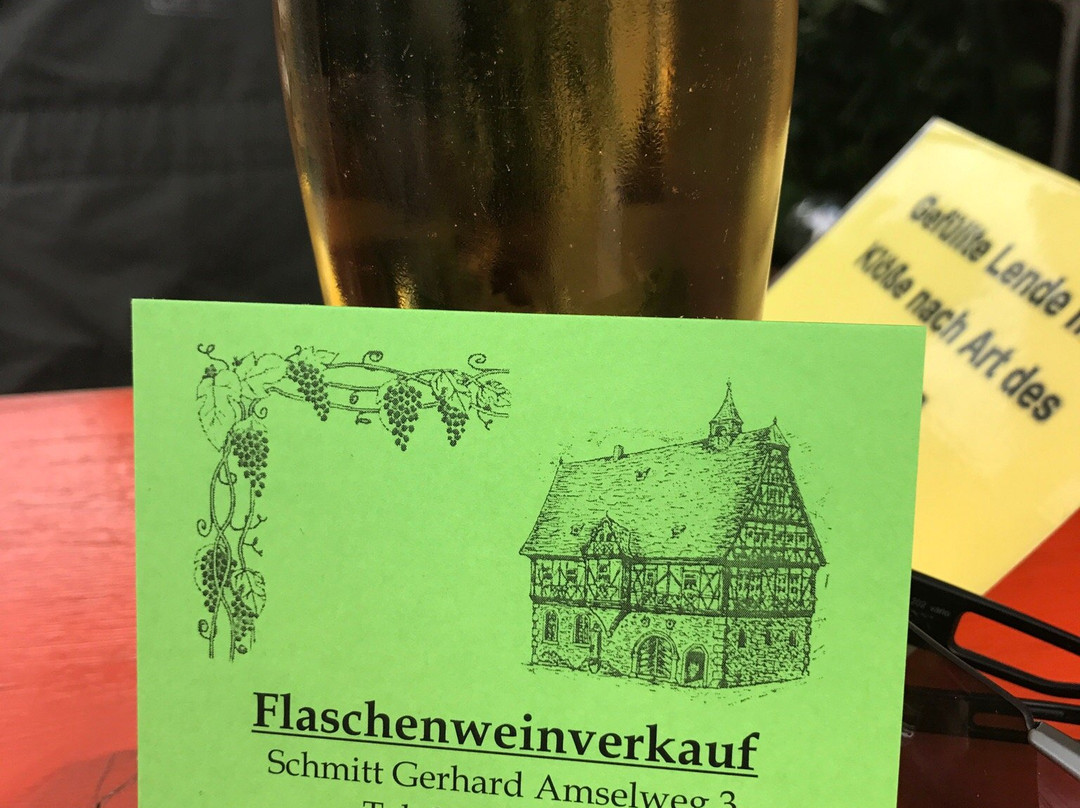 Gefüllte Lende
Klöße nach Art des
Flaschenweinverkauf
Schmitt Gerhard Amselweg 3